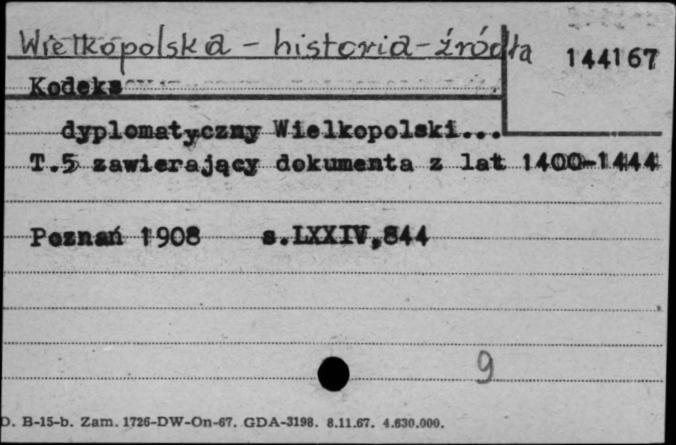 Wielkopolska - historia - źródła
144167
Kodeks
dyplomatyczny Wielkopolski...
T.5 zawierający dokumenta z lat 1400-1444
Poznań 1908 s.LXXIV,844
9
D. B-15-b. Zam. 1726-DW-On-67. GDA-3198. 8.11.67. 4.630.000.